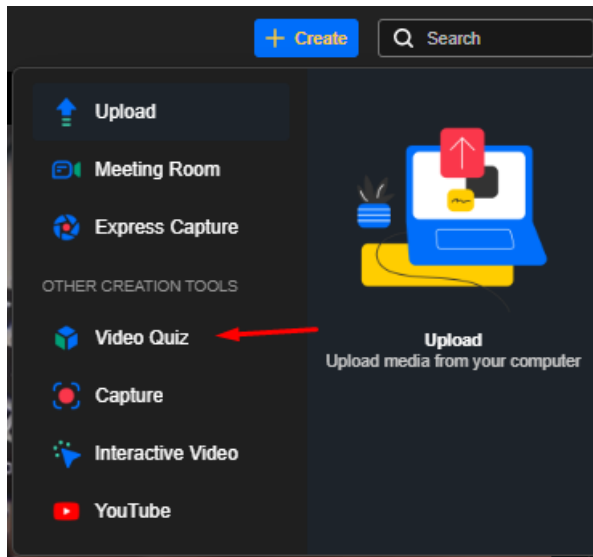 + Create
Search
Upload
Meeting Room
Express Capture
OTHER CREATION TOOLS
Video Quiz
Capture
Interactive Video
YouTube
Upload
Upload media from your computer